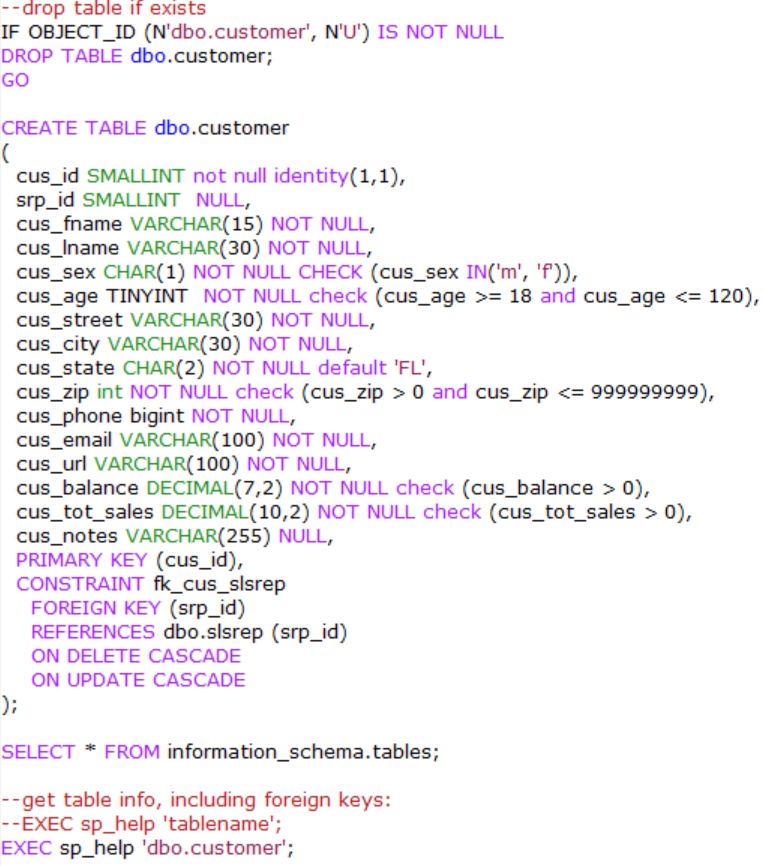 --drop table if exists
IF OBJECT_ID (N'dbo.customer', N'U') IS NOT NULL
DROP TABLE dbo.customer;
GO

CREATE TABLE dbo.customer
(
  cus_id SMALLINT not null identity(1,1),
  srp_id SMALLINT  NULL,
  cus_fname VARCHAR(15) NOT NULL,
  cus_lname VARCHAR(30) NOT NULL,
  cus_sex CHAR(1) NOT NULL CHECK (cus_sex IN('m', 'f')),
  cus_age TINYINT  NOT NULL check (cus_age >= 18 and cus_age <= 120),
  cus_street VARCHAR(30) NOT NULL,
  cus_city VARCHAR(30) NOT NULL,
  cus_state CHAR(2) NOT NULL default 'FL',
  cus_zip int NOT NULL check (cus_zip > 0 and cus_zip <= 999999999),
  cus_phone bigint NOT NULL,
  cus_email VARCHAR(100) NOT NULL,
  cus_url VARCHAR(100) NOT NULL,
  cus_balance DECIMAL(7,2) NOT NULL check (cus_balance > 0),
  cus_tot_sales DECIMAL(10,2) NOT NULL check (cus_tot_sales > 0),
  cus_notes VARCHAR(255) NULL,
  PRIMARY KEY (cus_id),
  CONSTRAINT fk_cus_slsrep
    FOREIGN KEY (srp_id)
    REFERENCES dbo.slsrep (srp_id)
    ON DELETE CASCADE
    ON UPDATE CASCADE
);

SELECT * FROM information_schema.tables;

--get table info, including foreign keys:
--EXEC sp_help 'tablename';
EXEC sp_help 'dbo.customer';